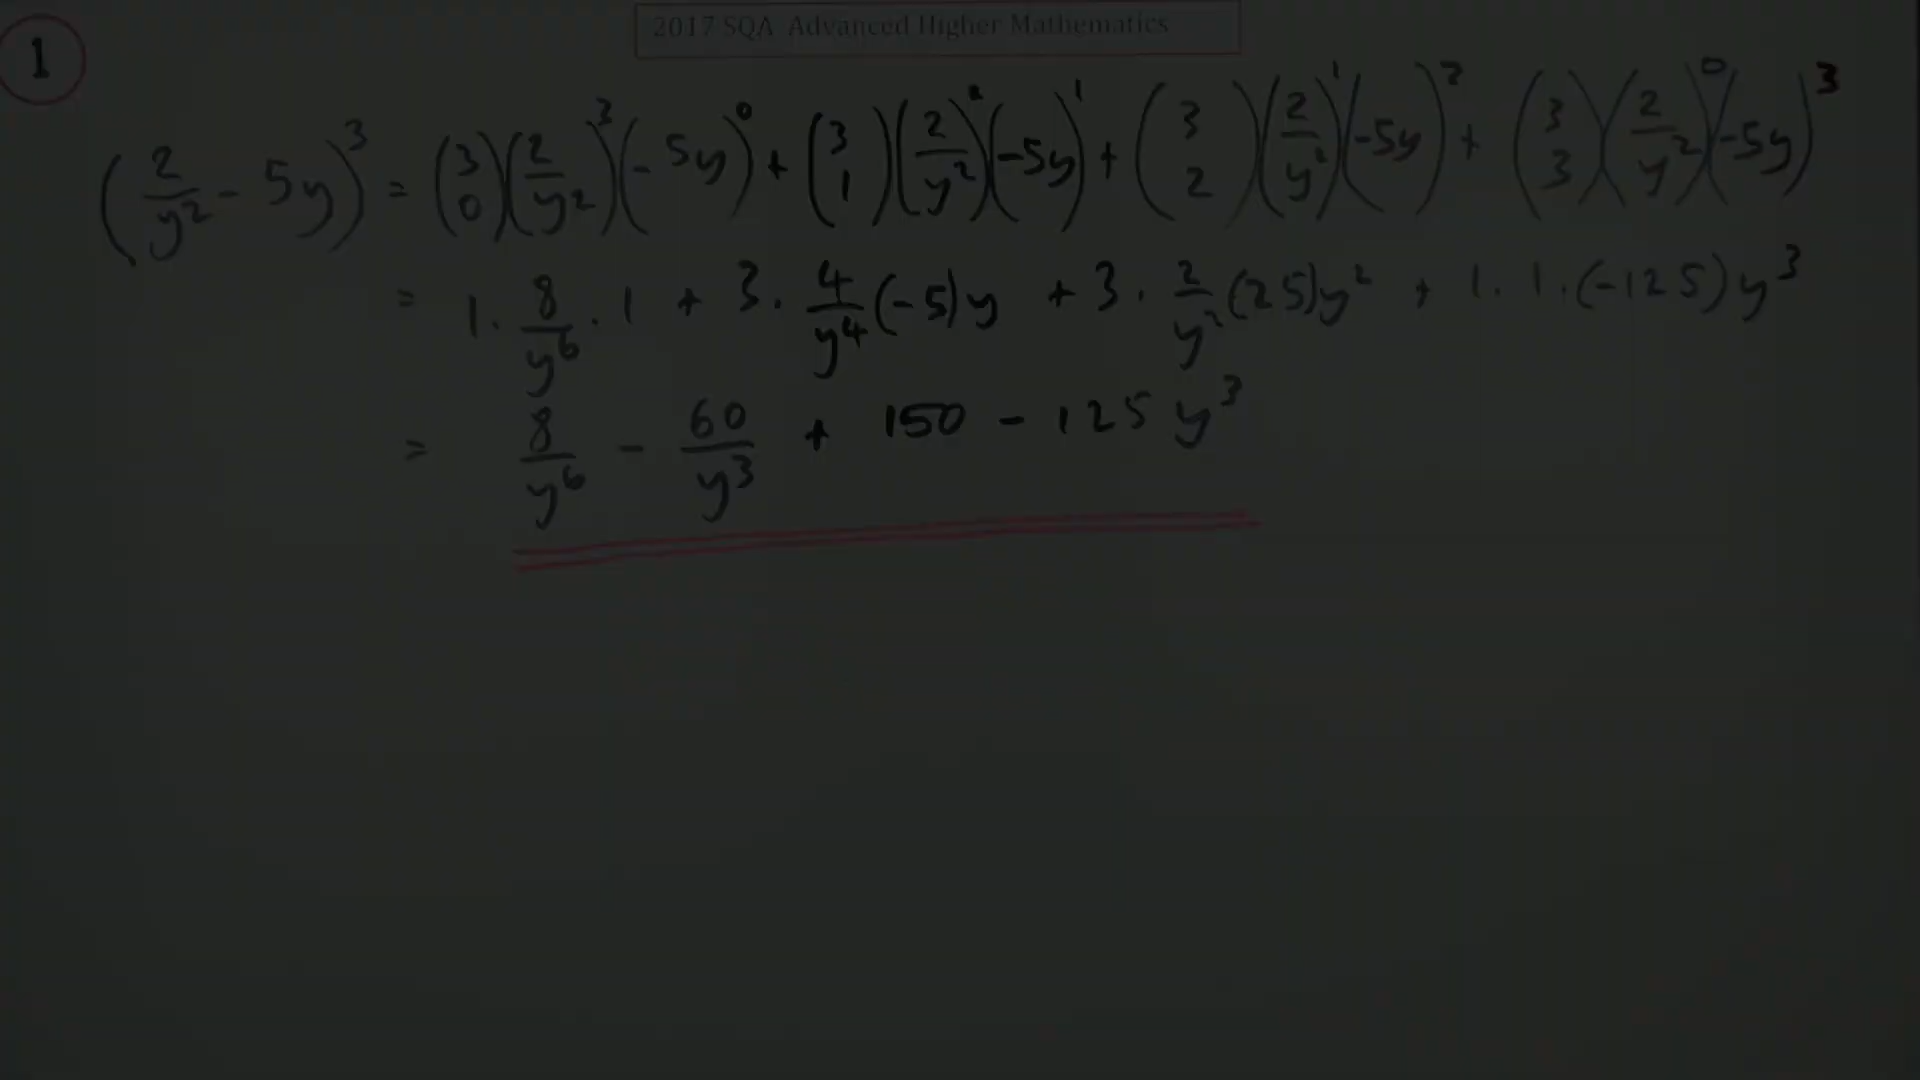 2017 SQA Advanced Higher Mathematics
1
(2/y² - 5y)³ = (3 0)(2/y²)³(-5y)⁰ + (3 1)(2/y²)²(-5y)¹ + (3 2)(2/y²)¹(-5y)² + (3 3)(2/y²)⁰(-5y)³
= 1 . 8/y⁶ . 1 + 3 . 4/y⁴ (-5)y + 3 . 2/y² (25)y² + 1 . 1 . (-125)y³
= 8/y⁶ - 60/y³ + 150 - 125y³